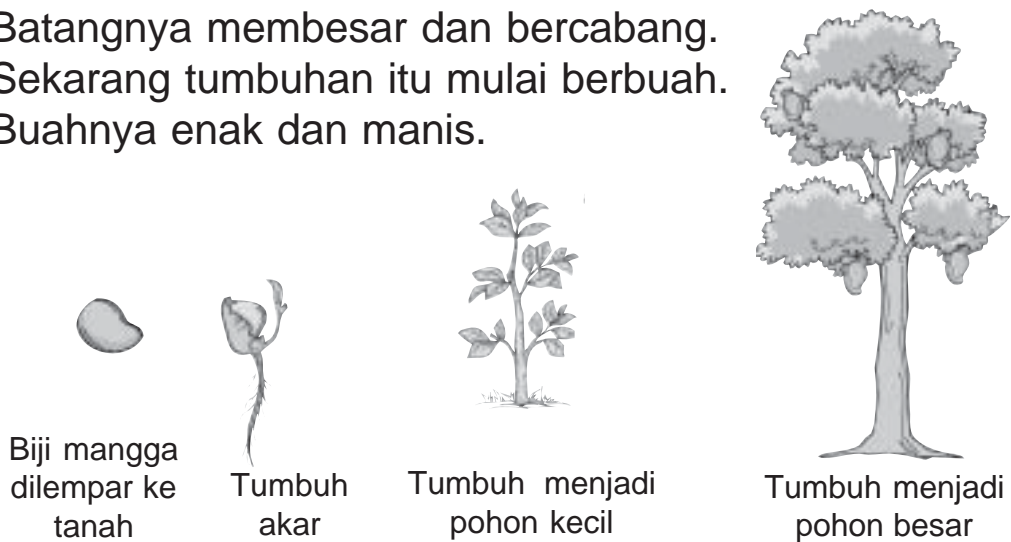 Batangnya membesar dan bercabang.
Sekarang tumbuhan itu mulai berbuah.
Buahnya enak dan manis.
Biji mangga
dilempar ke
tanah
Tumbuh
akar
Tumbuh menjadi
pohon kecil
Tumbuh menjadi
pohon besar